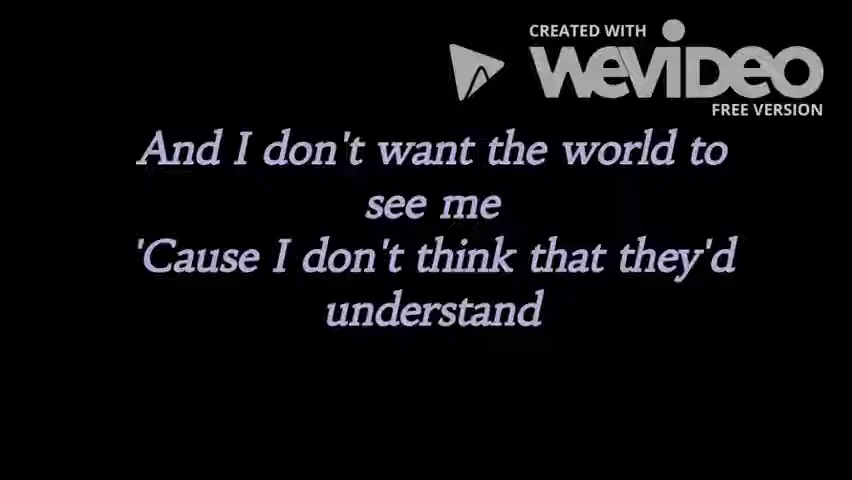 CREATED WITH
WEVIDEO
FREE VERSION
And I don't want the world to
see me
'Cause I don't think that they'd
understand